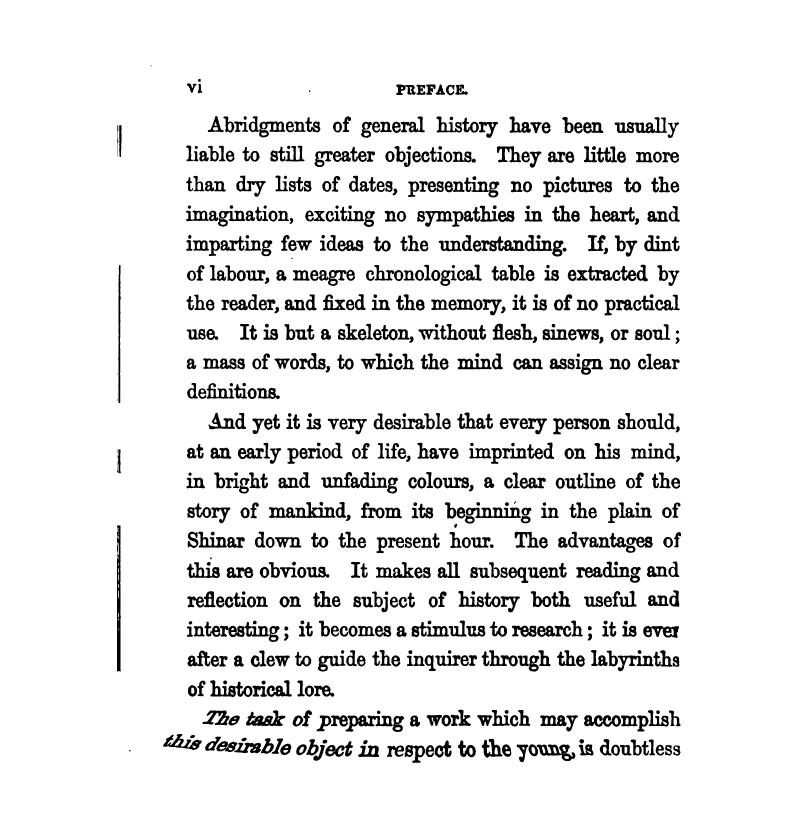 vi PREFACE.
Abridgments of general history have been usually
liable to still greater objections. They are little more
than dry lists of dates, presenting no pictures to the
imagination, exciting no sympathies in the heart, and
imparting few ideas to the understanding. If, by dint
of labour, a meagre chronological table is extracted by
the reader, and fixed in the memory, it is of no practical
use. It is but a skeleton, without flesh, sinews, or soul;
a mass of words, to which the mind can assign no clear
definitions.
And yet it is very desirable that every person should,
at an early period of life, have imprinted on his mind,
in bright and unfading colours, a clear outline of the
story of mankind, from its beginning in the plain of
Shinar down to the present hour. The advantages of
this are obvious. It makes all subsequent reading and
reflection on the subject of history both useful and
interesting; it becomes a stimulus to research; it is ever
after a clew to guide the inquirer through the labyrinths
of historical lore.
The task of preparing a work which may accomplish
this desirable object in respect to the young, is doubtless